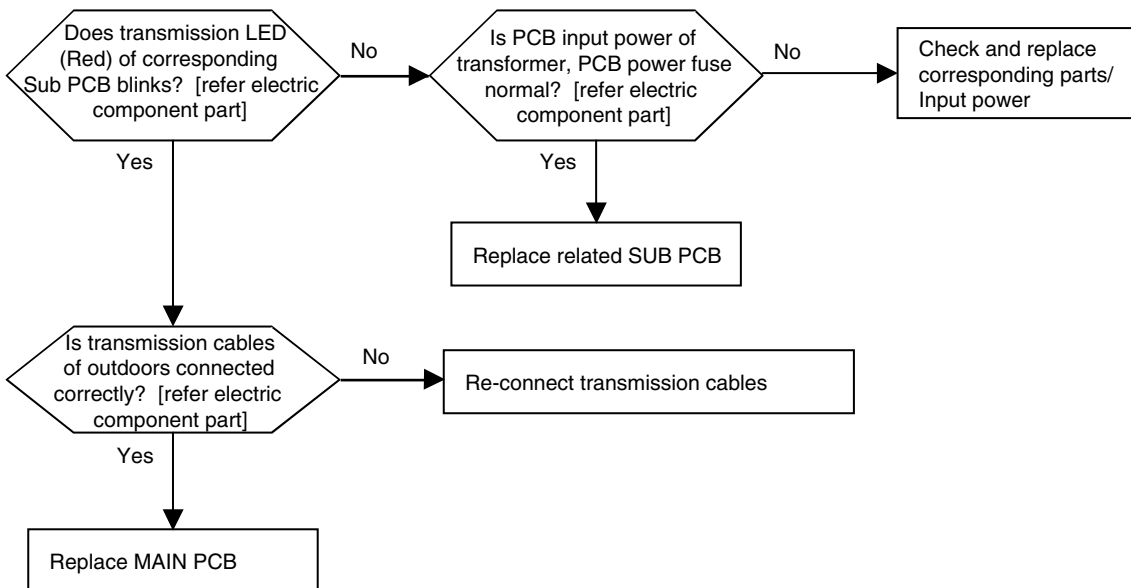 Does transmission LED
(Red) of corresponding
Sub PCB blinks? [refer electric
component part]
No
Is PCB input power of
transformer, PCB power fuse
normal? [refer electric
component part]
No
Check and replace
corresponding parts/
Input power
Yes
Yes
Replace related SUB PCB
Is transmission cables
of outdoors connected
correctly? [refer electric
component part]
No
Re-connect transmission cables
Yes
Replace MAIN PCB